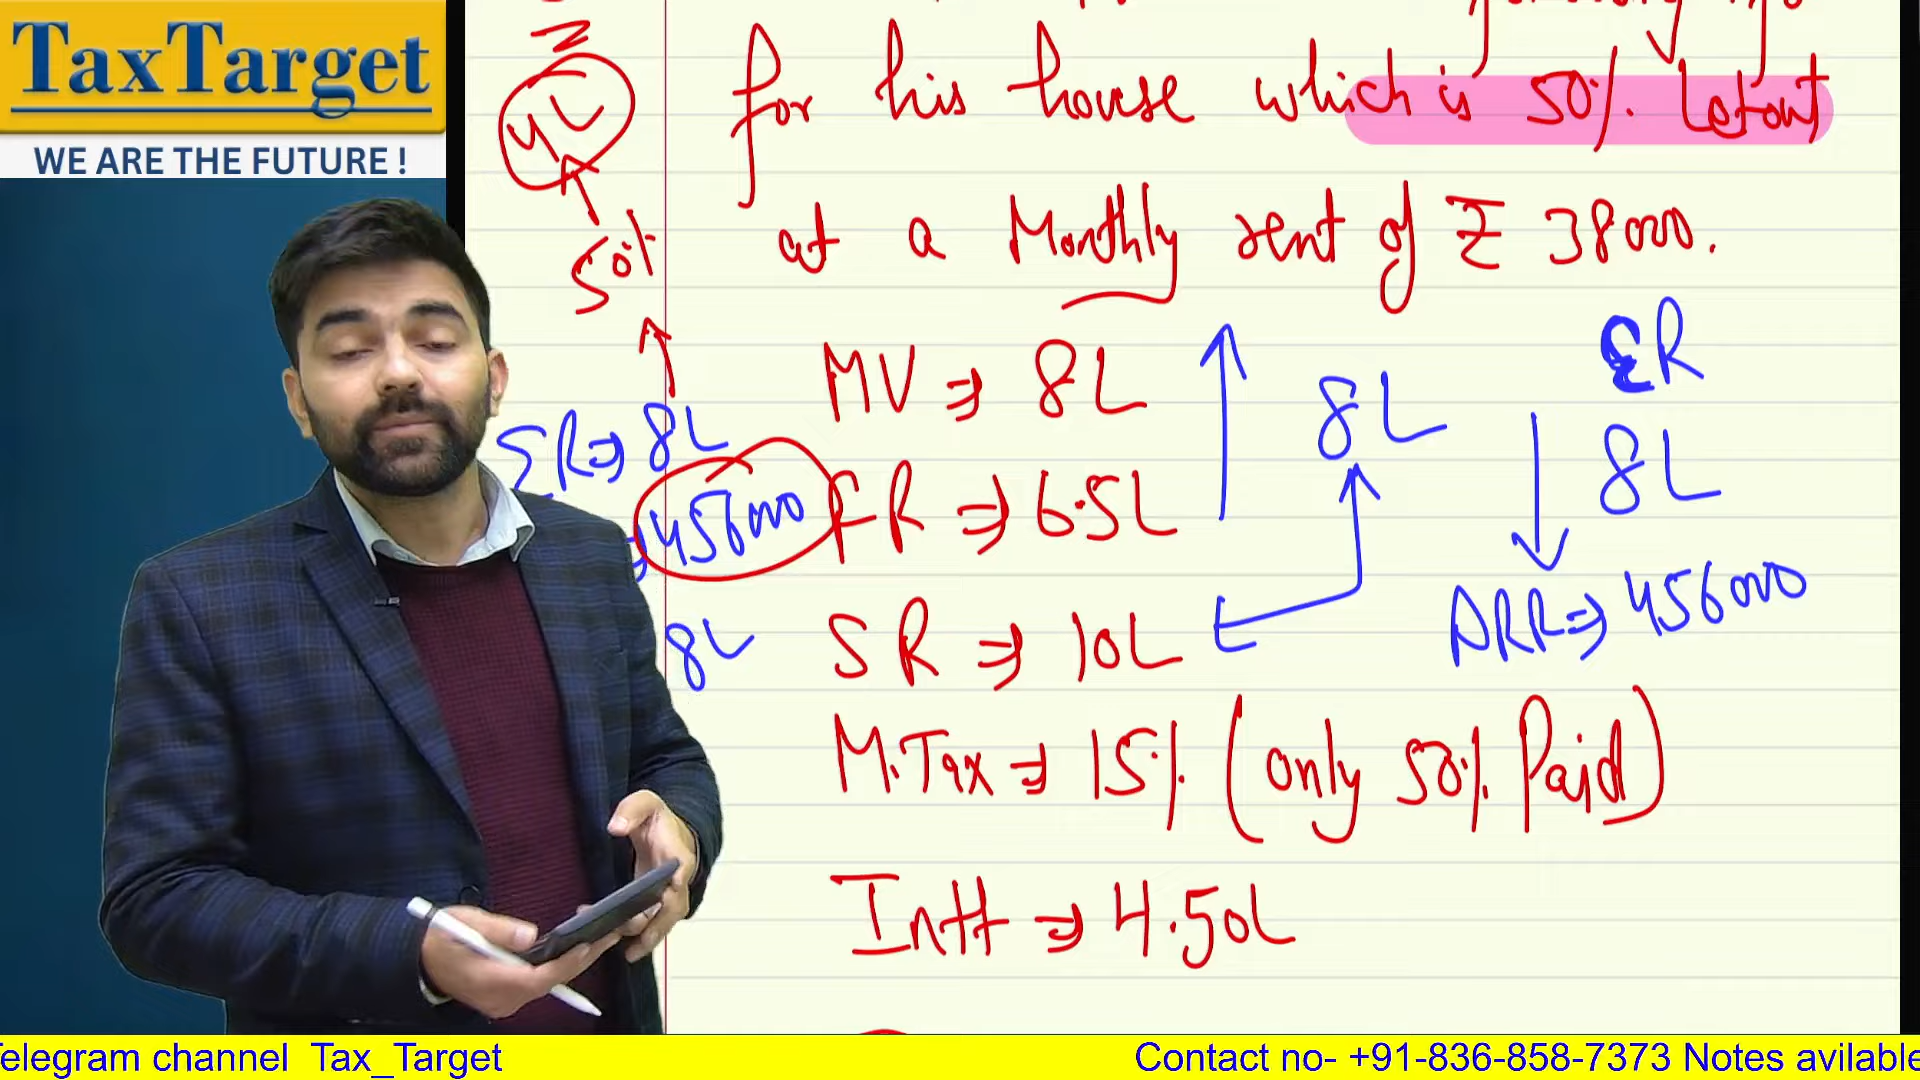 TaxTarget
WE ARE THE FUTURE !
4L
50%
ER ⇒ 8L
456000
8L
for his house which is 50% Letout
at a Monthly rent of ₹ 38000.
MV ⇒ 8L
FR ⇒ 6.5L
SR ⇒ 10L
8L
ER
8L
ARR ⇒ 456000
M.Tax ⇒ 15% (only 50% Paid)
Intt ⇒ 4.50L
elegram channel Tax_Target
Contact no- +91-836-858-7373 Notes avilable